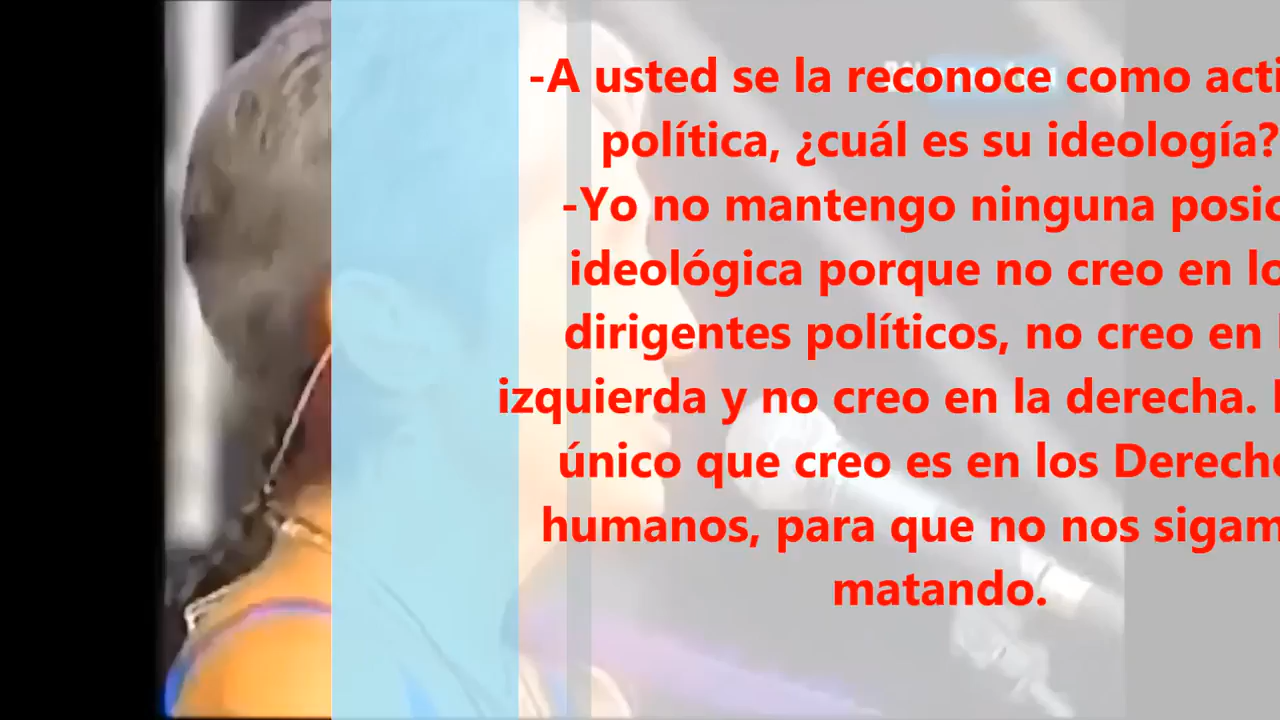 -A usted se la reconoce como acti
política, ¿cuál es su ideología?
-Yo no mantengo ninguna posic
ideológica porque no creo en lo
dirigentes políticos, no creo en
izquierda y no creo en la derecha.
único que creo es en los Derech
humanos, para que no nos sigam
matando.